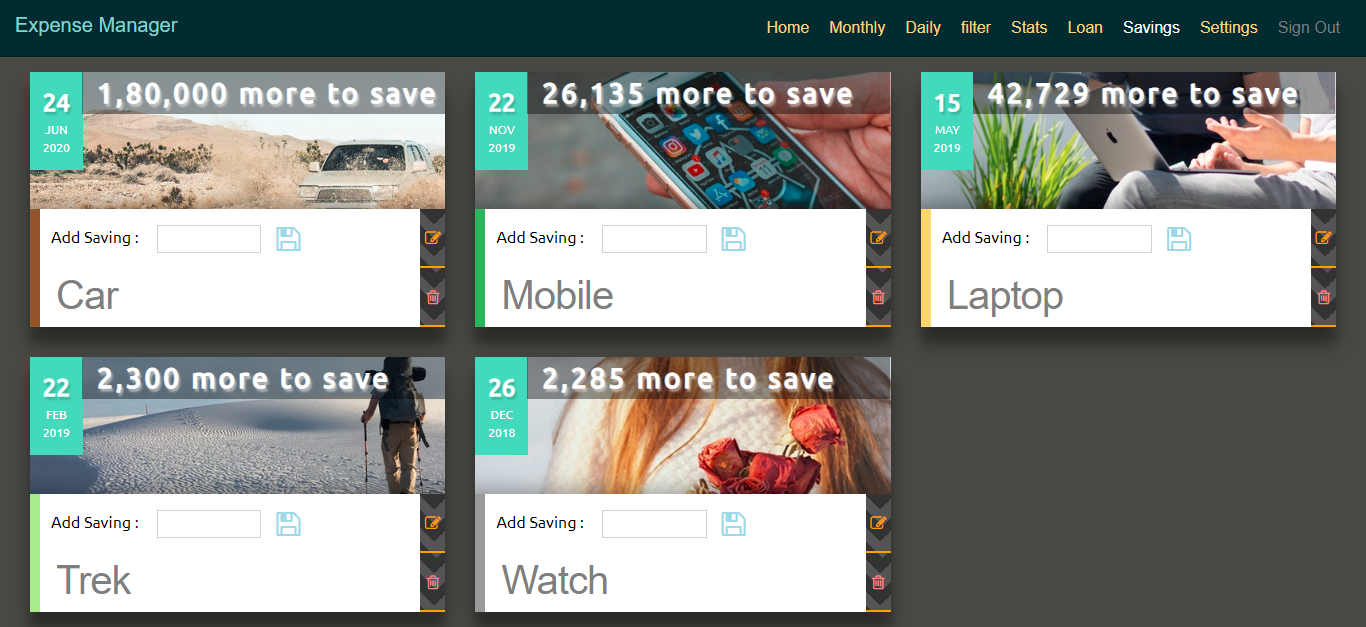 Expense Manager
Home Monthly Daily filter Stats Loan Savings Settings Sign Out
24
JUN
2020
1,80,000 more to save
Add Saving :
Car
22
NOV
2019
26,135 more to save
Add Saving :
Mobile
15
MAY
2019
42,729 more to save
Add Saving :
Laptop
22
FEB
2019
2,300 more to save
Add Saving :
Trek
26
DEC
2018
2,285 more to save
Add Saving :
Watch